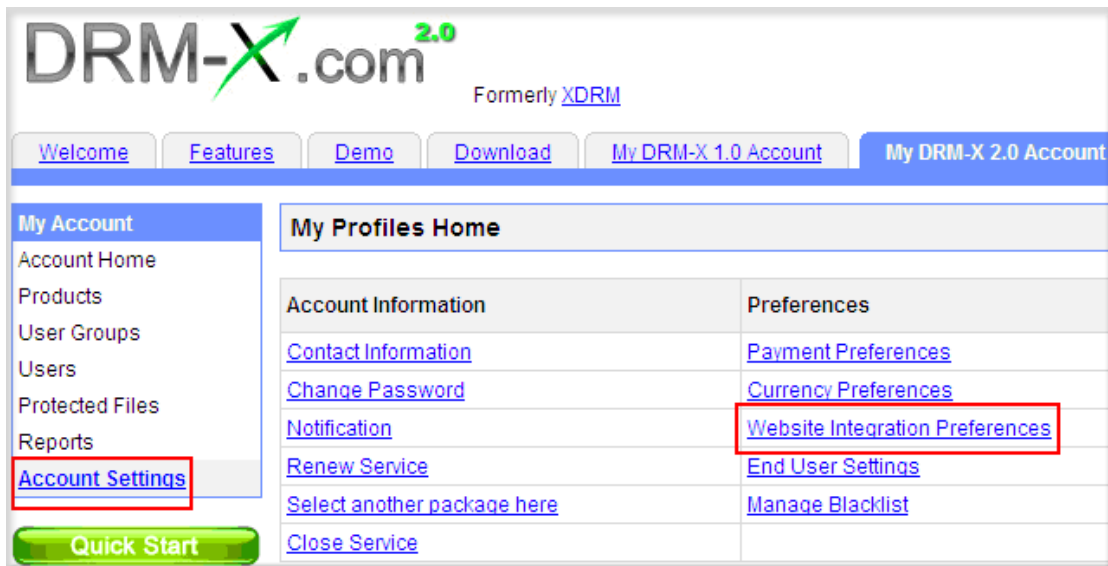 DRM-X.com 2.0
Formerly XDRM
Welcome Features Demo Download My DRM-X 1.0 Account My DRM-X 2.0 Account
My Account
Account Home
Products
User Groups
Users
Protected Files
Reports
Account Settings
Quick Start
My Profiles Home
Account Information Preferences
Contact Information Payment Preferences
Change Password Currency Preferences
Notification Website Integration Preferences
Renew Service End User Settings
Select another package here Manage Blacklist
Close Service